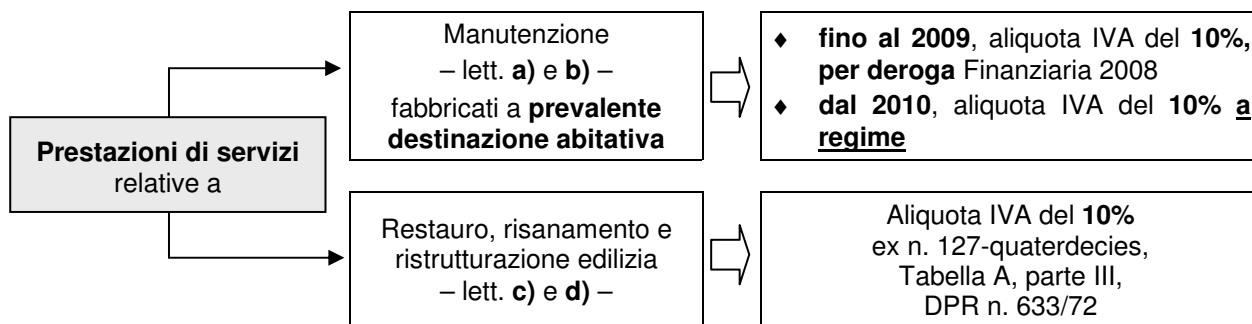 Prestazioni di servizi
relative a
Manutenzione
– lett. a) e b) –
fabbricati a prevalente
destinazione abitativa
♦ fino al 2009, aliquota IVA del 10%,
per deroga Finanziaria 2008
♦ dal 2010, aliquota IVA del 10% a
regime
Restauro, risanamento e
ristrutturazione edilizia
– lett. c) e d) –
Aliquota IVA del 10%
ex n. 127-quaterdecies,
Tabella A, parte III,
DPR n. 633/72